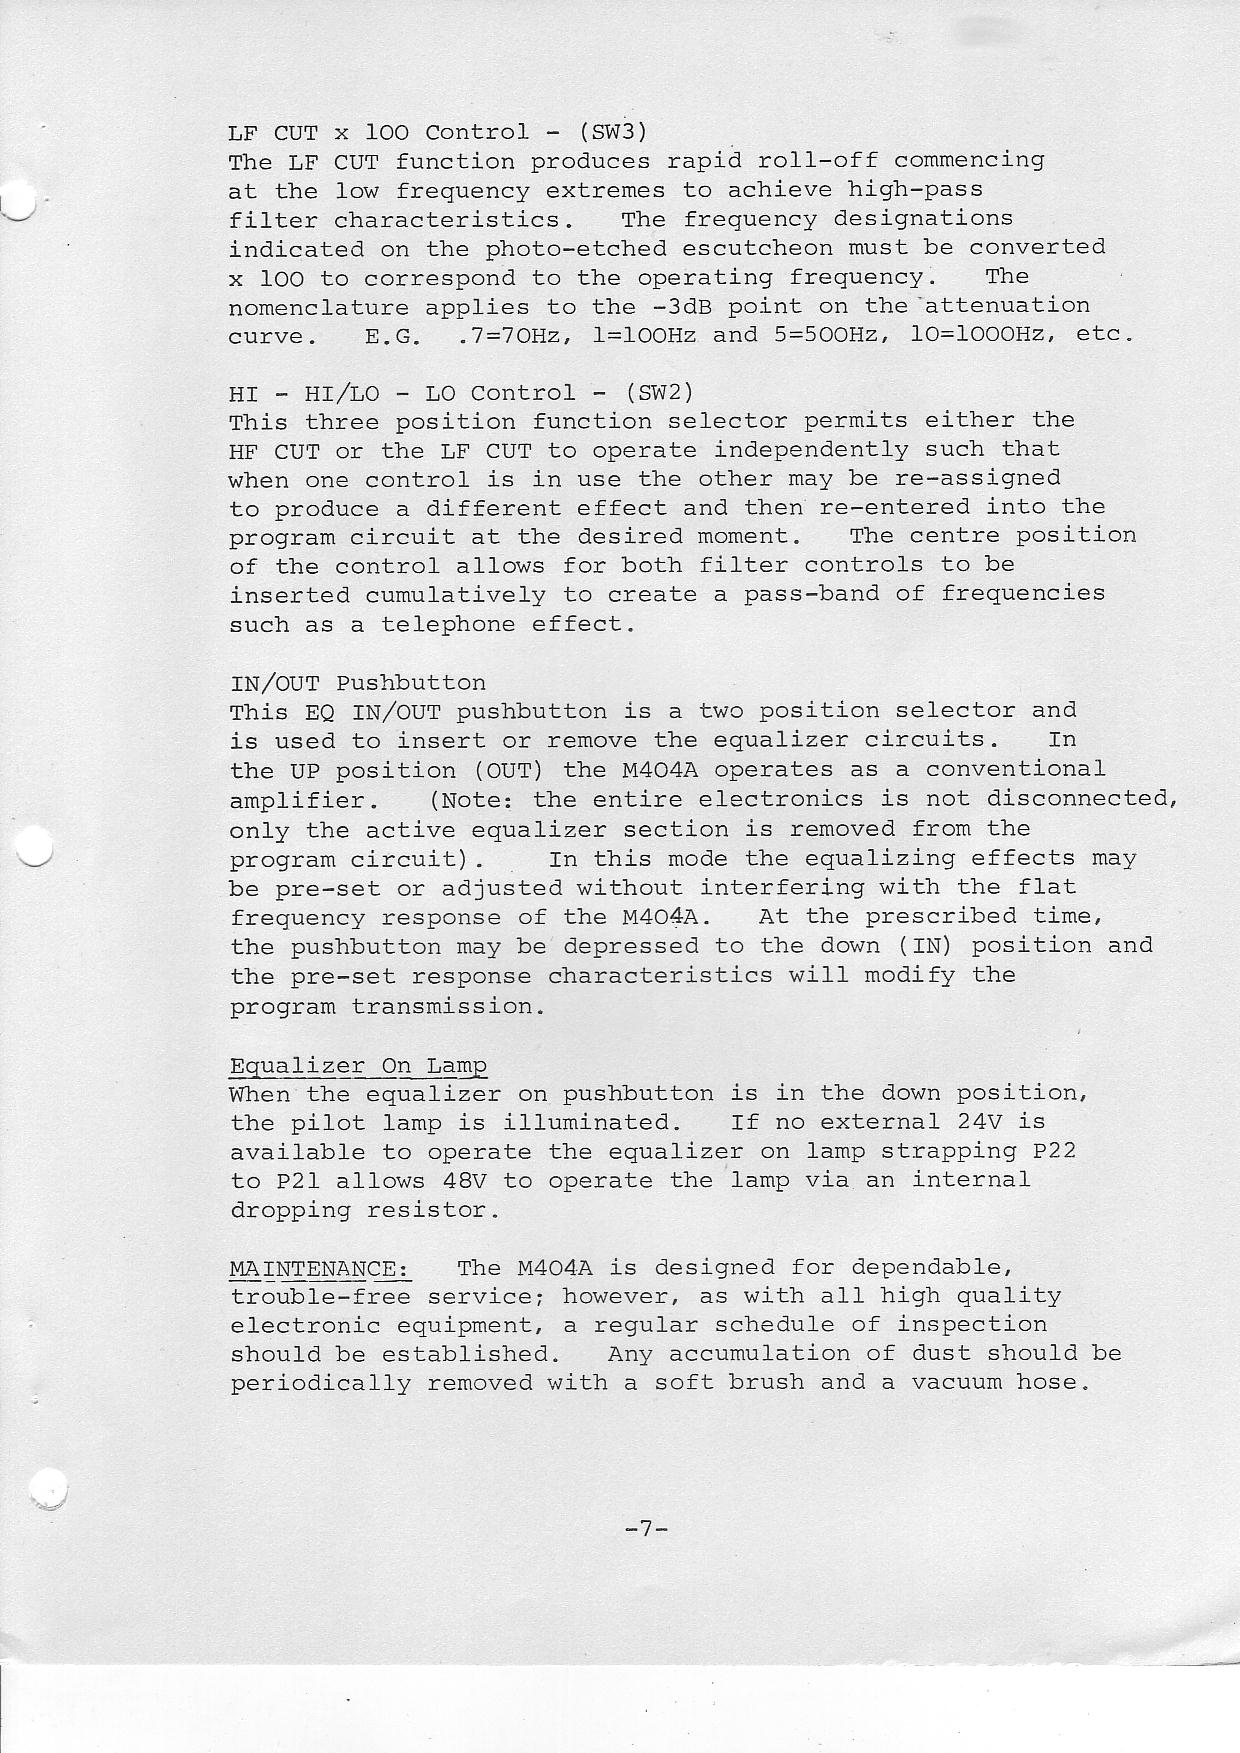 LF CUT x 100 Control - (SW3)
The LF CUT function produces rapid roll-off commencing
at the low frequency extremes to achieve high-pass
filter characteristics. The frequency designations
indicated on the photo-etched escutcheon must be converted
x 100 to correspond to the operating frequency. The
nomenclature applies to the -3dB point on the attenuation
curve. E.G. .7=70Hz, 1=100Hz and 5=500Hz, 10=1000Hz, etc.
HI - HI/LO - LO Control - (SW2)
This three position function selector permits either the
HF CUT or the LF CUT to operate independently such that
when one control is in use the other may be re-assigned
to produce a different effect and then re-entered into the
program circuit at the desired moment. The centre position
of the control allows for both filter controls to be
inserted cumulatively to create a pass-band of frequencies
such as a telephone effect.
IN/OUT Pushbutton
This EQ IN/OUT pushbutton is a two position selector and
is used to insert or remove the equalizer circuits. In
the UP position (OUT) the M404A operates as a conventional
amplifier. (Note: the entire electronics is not disconnected,
only the active equalizer section is removed from the
program circuit). In this mode the equalizing effects may
be pre-set or adjusted without interfering with the flat
frequency response of the M404A. At the prescribed time,
the pushbutton may be depressed to the down (IN) position and
the pre-set response characteristics will modify the
program transmission.
Equalizer On Lamp
When the equalizer on pushbutton is in the down position,
the pilot lamp is illuminated. If no external 24V is
available to operate the equalizer on lamp strapping P22
to P21 allows 48V to operate the lamp via an internal
dropping resistor.
MAINTENANCE: The M404A is designed for dependable,
trouble-free service; however, as with all high quality
electronic equipment, a regular schedule of inspection
should be established. Any accumulation of dust should be
periodically removed with a soft brush and a vacuum hose.
-7-